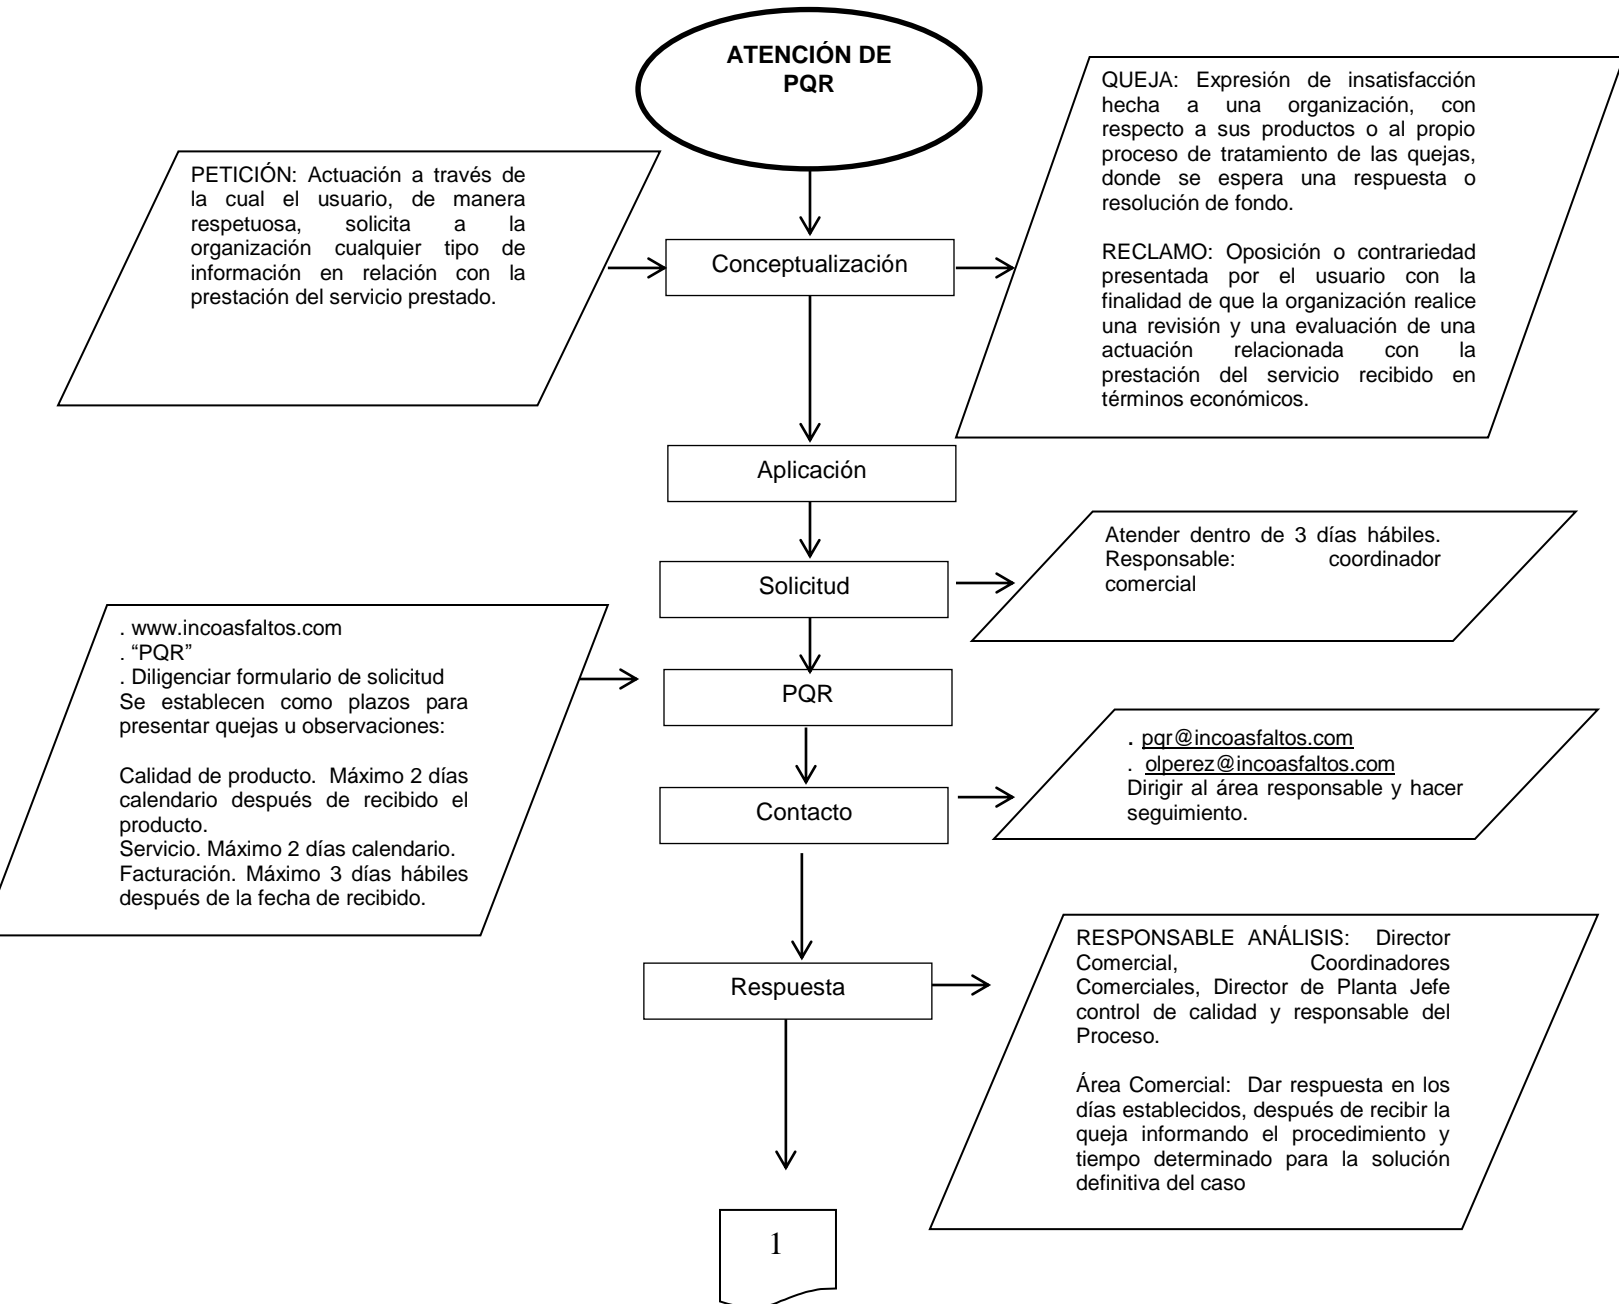 ATENCIÓN DE
PQR
QUEJA: Expresión de insatisfacción
hecha a una organización, con
respecto a sus productos o al propio
proceso de tratamiento de las quejas,
donde se espera una respuesta o
resolución de fondo.
RECLAMO: Oposición o contrariedad
presentada por el usuario con la
finalidad de que la organización realice
una revisión y una evaluación de una
actuación relacionada con la
prestación del servicio recibido en
términos económicos.
PETICIÓN: Actuación a través de
la cual el usuario, de manera
respetuosa, solicita a la
organización cualquier tipo de
información en relación con la
prestación del servicio prestado.
Conceptualización
Aplicación
Solicitud
Atender dentro de 3 días hábiles.
Responsable: coordinador
comercial
. www.incoasfaltos.com
. “PQR”
. Diligenciar formulario de solicitud
Se establecen como plazos para
presentar quejas u observaciones:
Calidad de producto. Máximo 2 días
calendario después de recibido el
producto.
Servicio. Máximo 2 días calendario.
Facturación. Máximo 3 días hábiles
después de la fecha de recibido.
PQR
Contacto
. pqr@incoasfaltos.com
. olperez@incoasfaltos.com
Dirigir al área responsable y hacer
seguimiento.
Respuesta
RESPONSABLE ANÁLISIS: Director
Comercial, Coordinadores
Comerciales, Director de Planta Jefe
control de calidad y responsable del
Proceso.
Área Comercial: Dar respuesta en los
días establecidos, después de recibir la
queja informando el procedimiento y
tiempo determinado para la solución
definitiva del caso
1